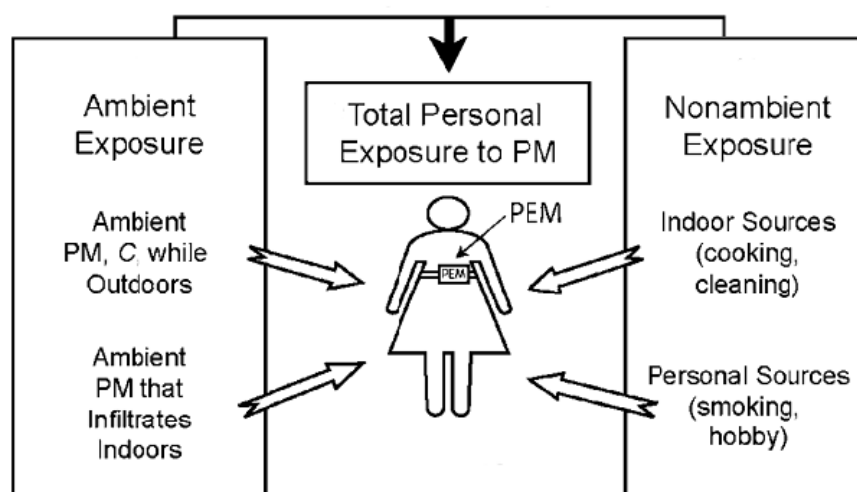 Ambient
Exposure
Ambient
PM, C, while
Outdoors
Ambient
PM that
Infiltrates
Indoors
Total Personal
Exposure to PM
PEM
PEM
Nonambient
Exposure
Indoor Sources
(cooking,
cleaning)
Personal Sources
(smoking,
hobby)